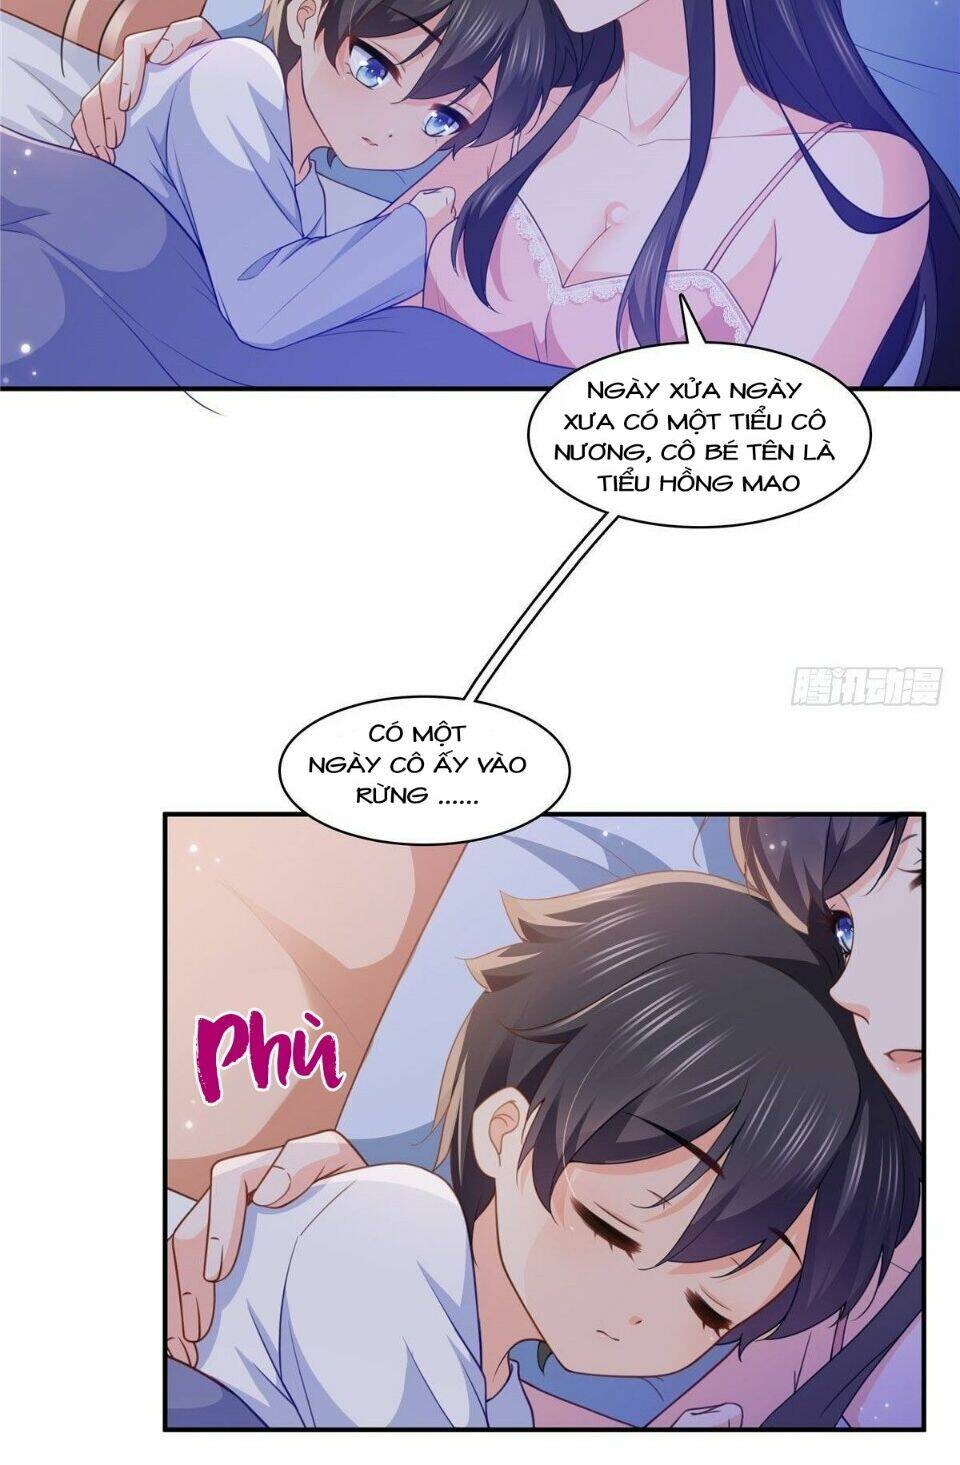 NGÀY XỬA NGÀY
XƯA CÓ MỘT TIỂU CÔ
NƯƠNG, CÔ BÉ TÊN LÀ
TIỂU HỒNG MAO
腾讯动漫
CÓ MỘT
NGÀY CÔ ẤY VÀO
RỪNG ......
Phù